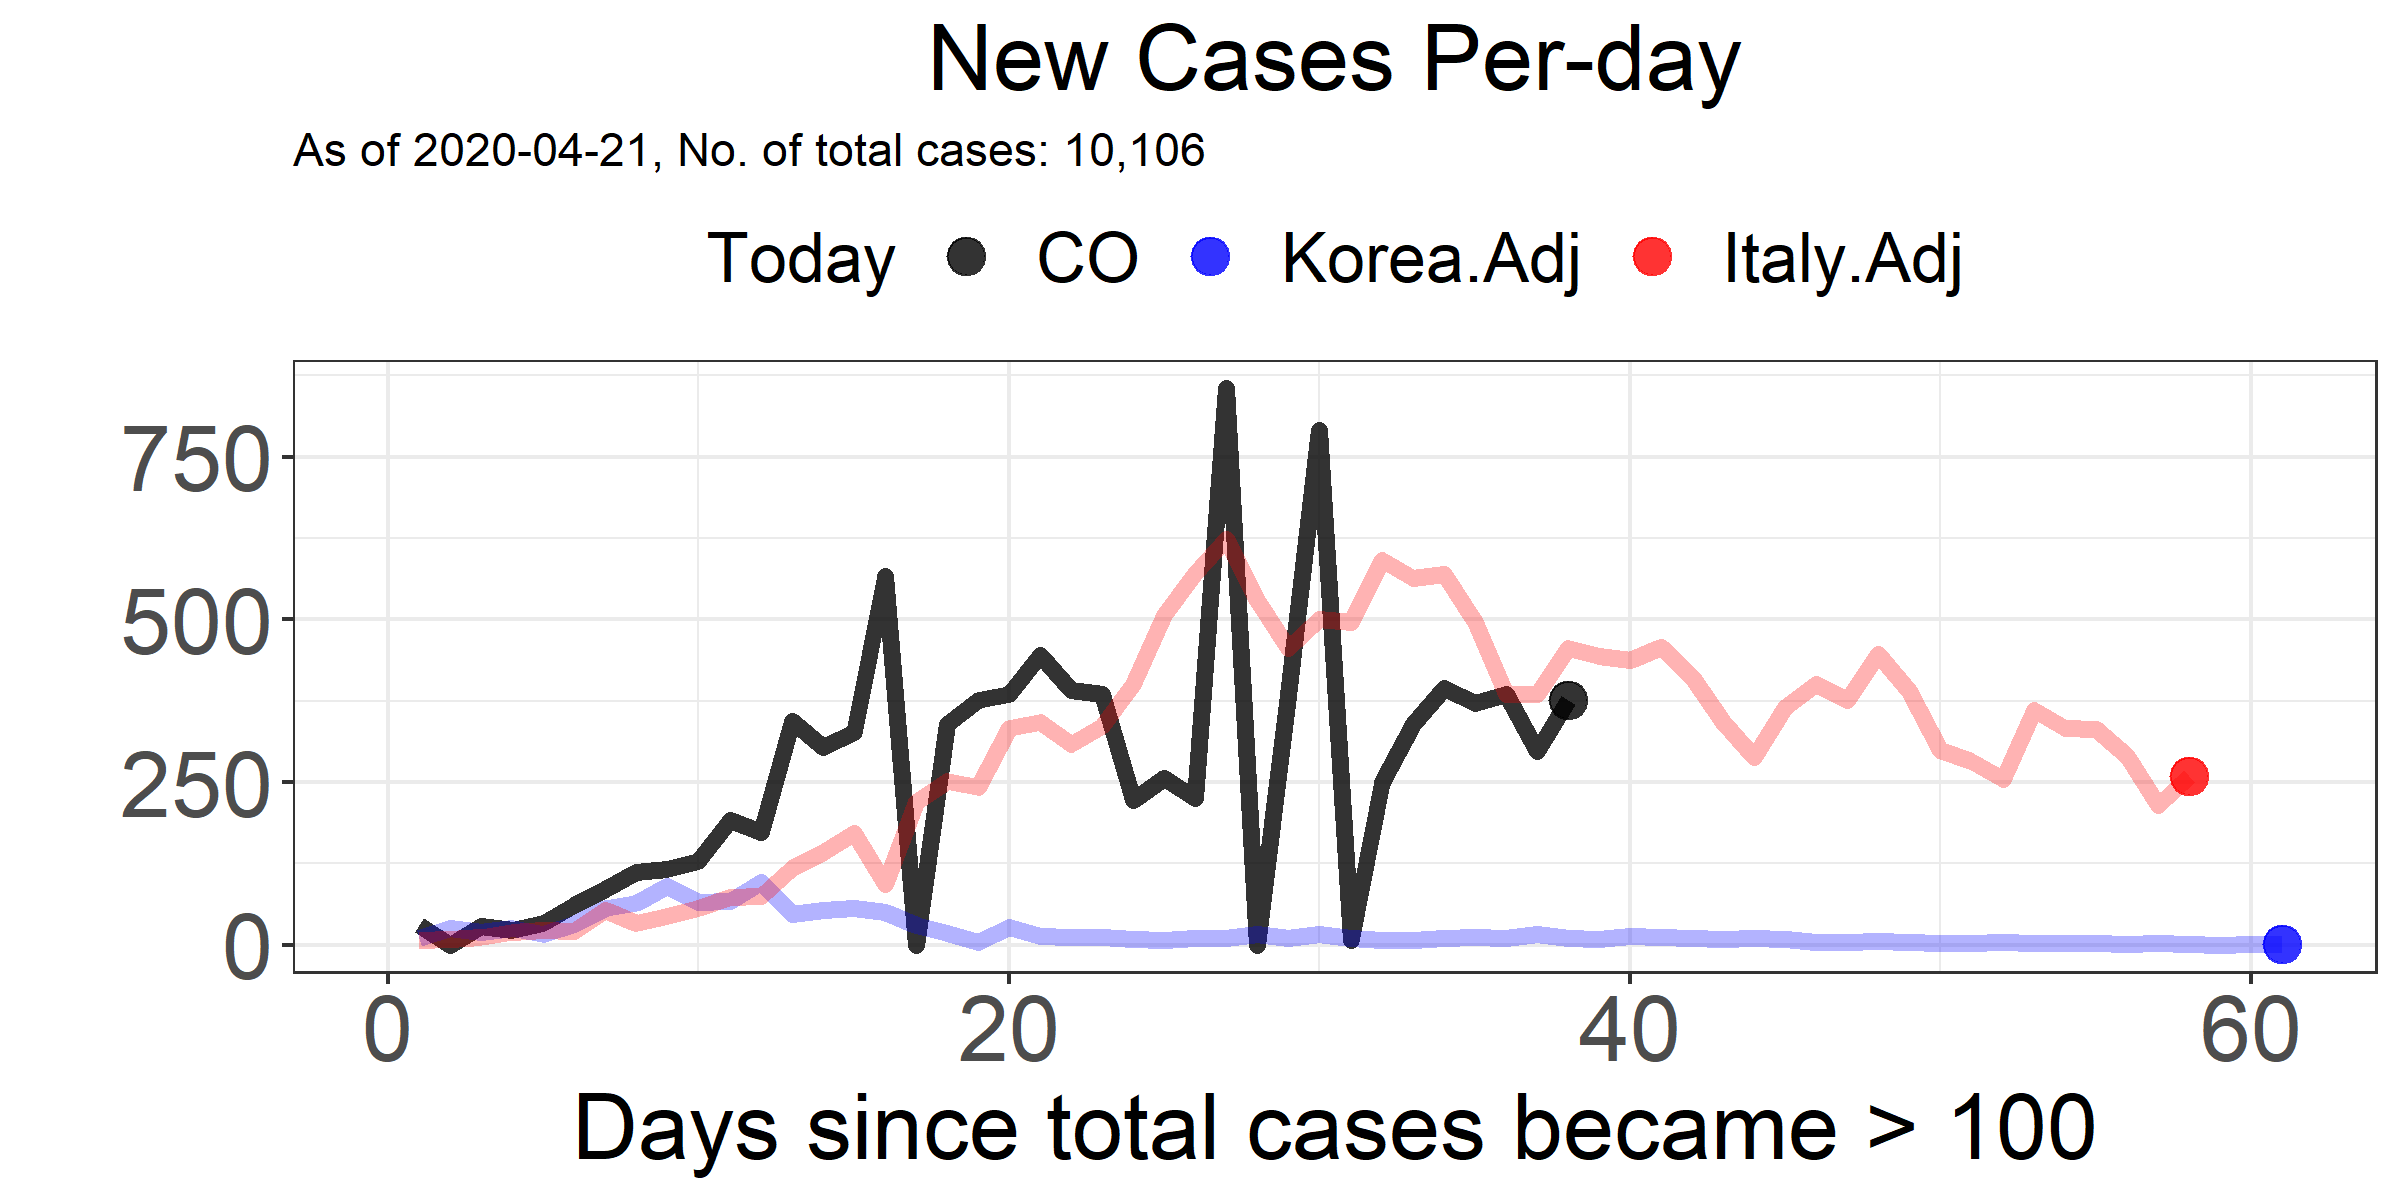 New Cases Per-day
As of 2020-04-21, No. of total cases: 10,106
Today CO Korea.Adj Italy.Adj
750
500
250
0
0 20 40 60
Days since total cases became > 100